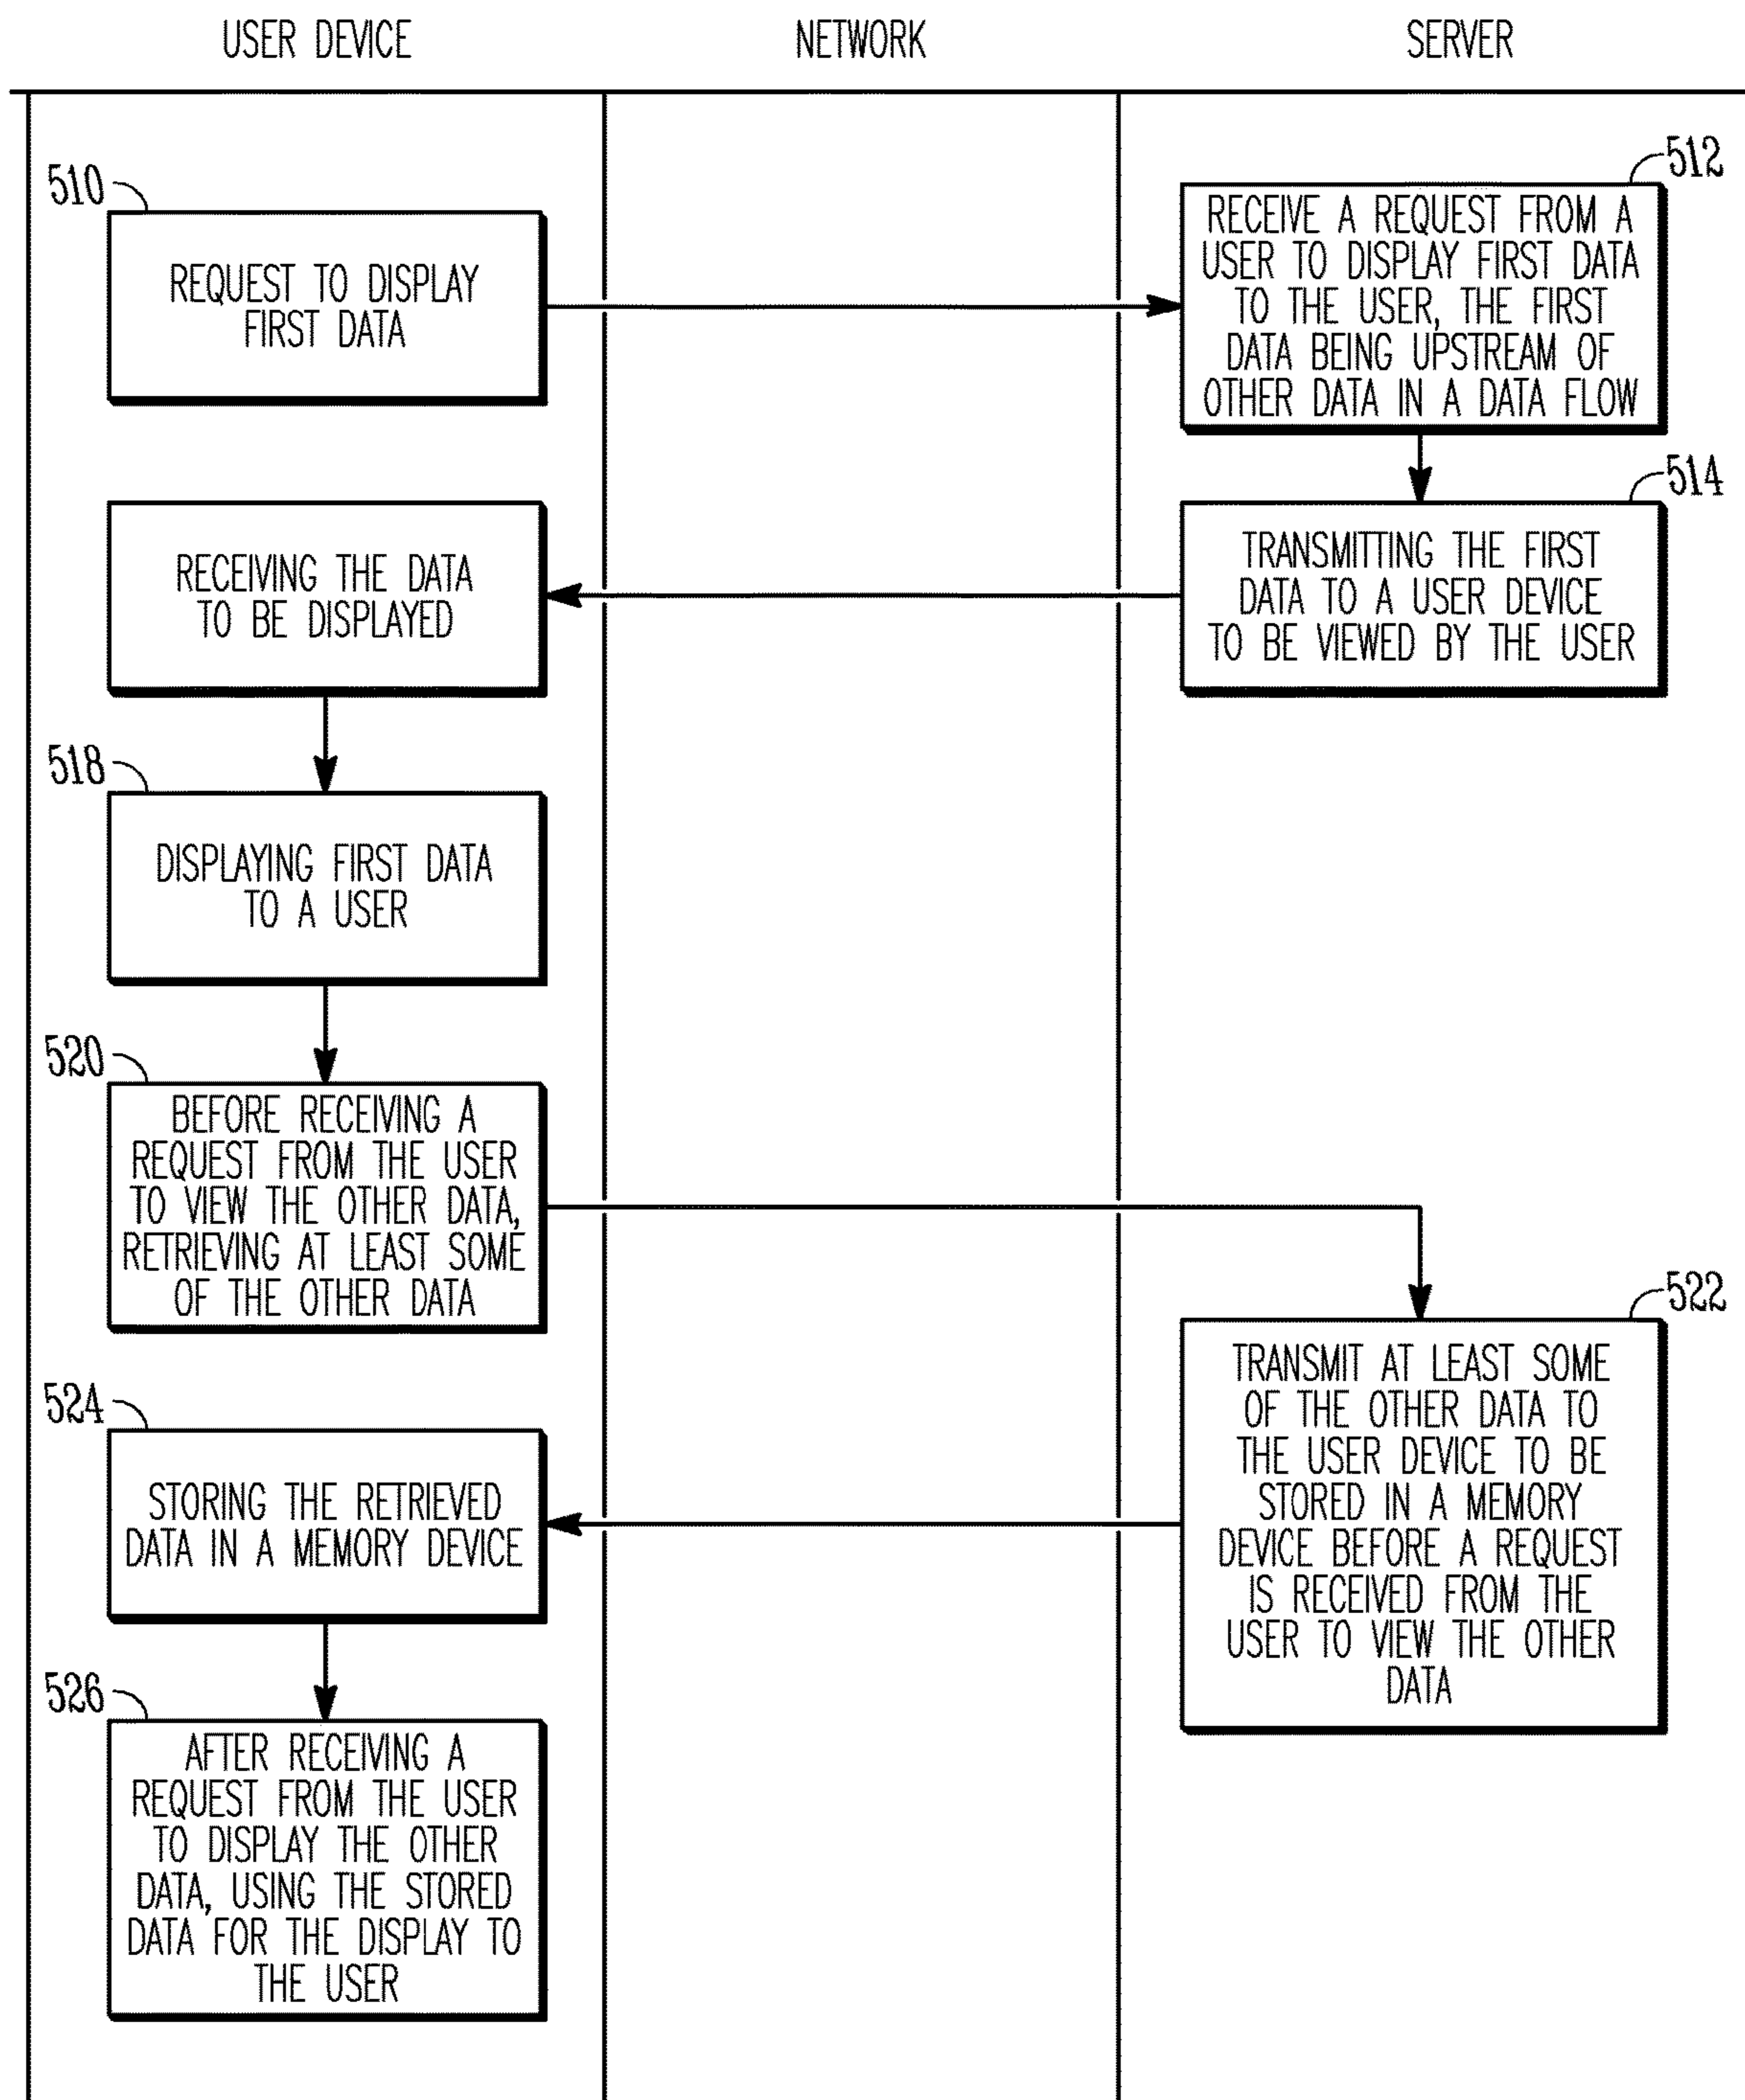 USER DEVICE
NETWORK
SERVER
510
REQUEST TO DISPLAY
FIRST DATA
512
RECEIVE A REQUEST FROM A
USER TO DISPLAY FIRST DATA
TO THE USER, THE FIRST
DATA BEING UPSTREAM OF
OTHER DATA IN A DATA FLOW
514
TRANSMITTING THE FIRST
DATA TO A USER DEVICE
TO BE VIEWED BY THE USER
RECEIVING THE DATA
TO BE DISPLAYED
518
DISPLAYING FIRST DATA
TO A USER
520
BEFORE RECEIVING A
REQUEST FROM THE USER
TO VIEW THE OTHER DATA,
RETRIEVING AT LEAST SOME
OF THE OTHER DATA
522
TRANSMIT AT LEAST SOME
OF THE OTHER DATA TO
THE USER DEVICE TO BE
STORED IN A MEMORY
DEVICE BEFORE A REQUEST
IS RECEIVED FROM THE
USER TO VIEW THE OTHER
DATA
524
STORING THE RETRIEVED
DATA IN A MEMORY DEVICE
526
AFTER RECEIVING A
REQUEST FROM THE USER
TO DISPLAY THE OTHER
DATA, USING THE STORED
DATA FOR THE DISPLAY TO
THE USER